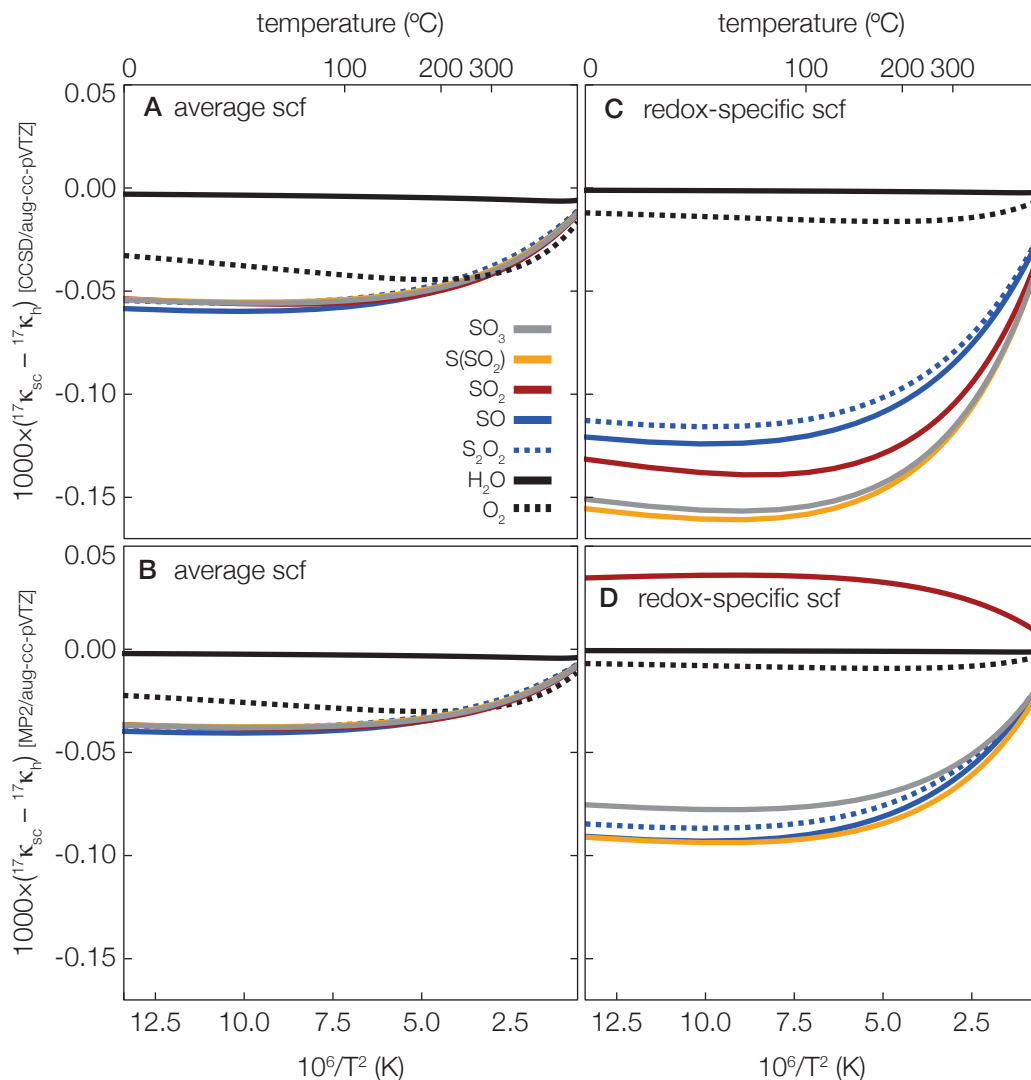 temperature (ºC)
temperature (ºC)
0 100 200 300
0 100 200 300
A average scf
C redox-specific scf
0.05
0.00
-0.05
-0.10
-0.15
1000×(¹⁷κsc − ¹⁷κh) [CCSD/aug-cc-pVTZ]
SO₃
S(SO₂)
SO₂
SO
S₂O₂
H₂O
O₂
B average scf
D redox-specific scf
0.05
0.00
-0.05
-0.10
-0.15
1000×(¹⁷κsc − ¹⁷κh) [MP2/aug-cc-pVTZ]
12.5 10.0 7.5 5.0 2.5
12.5 10.0 7.5 5.0 2.5
10⁶/T² (K)
10⁶/T² (K)